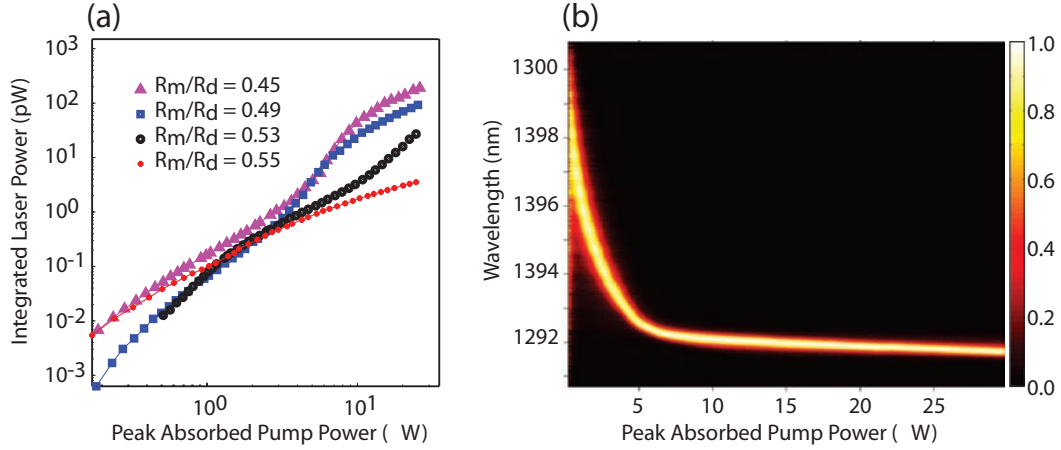 (a)
10³
10²
10¹
10⁰
10⁻¹
10⁻²
10⁻³
Integrated Laser Power (pW)
Rm/Rd = 0.45
Rm/Rd = 0.49
Rm/Rd = 0.53
Rm/Rd = 0.55
10⁰
10¹
Peak Absorbed Pump Power ( W)
(b)
1300
1398
1396
1394
1292
Wavelength (nm)
5
10
15
20
25
Peak Absorbed Pump Power ( W)
1.0
0.8
0.6
0.4
0.2
0.0